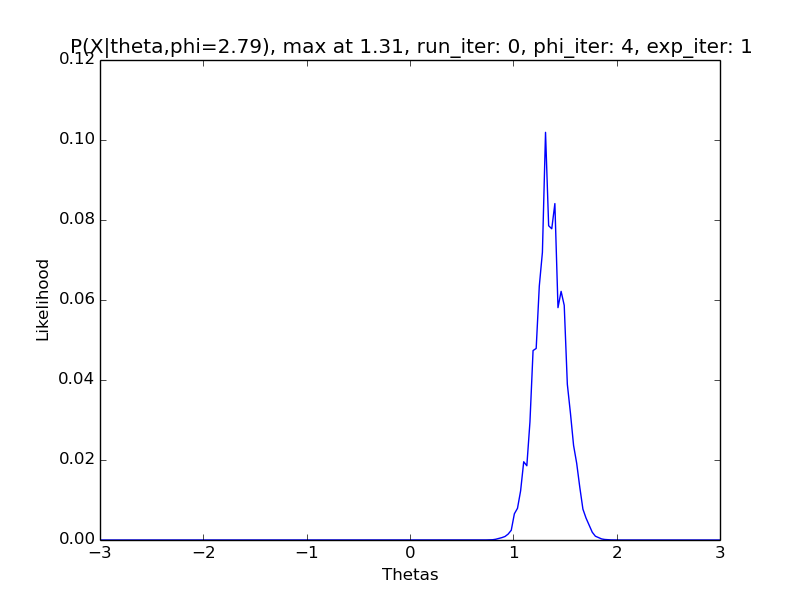 P(X|theta,phi=2.79), max at 1.31, run_iter: 0, phi_iter: 4, exp_iter: 1
0.12
0.10
0.08
0.06
0.04
0.02
0.00
Likelihood
−3 −2 −1 0 1 2 3
Thetas